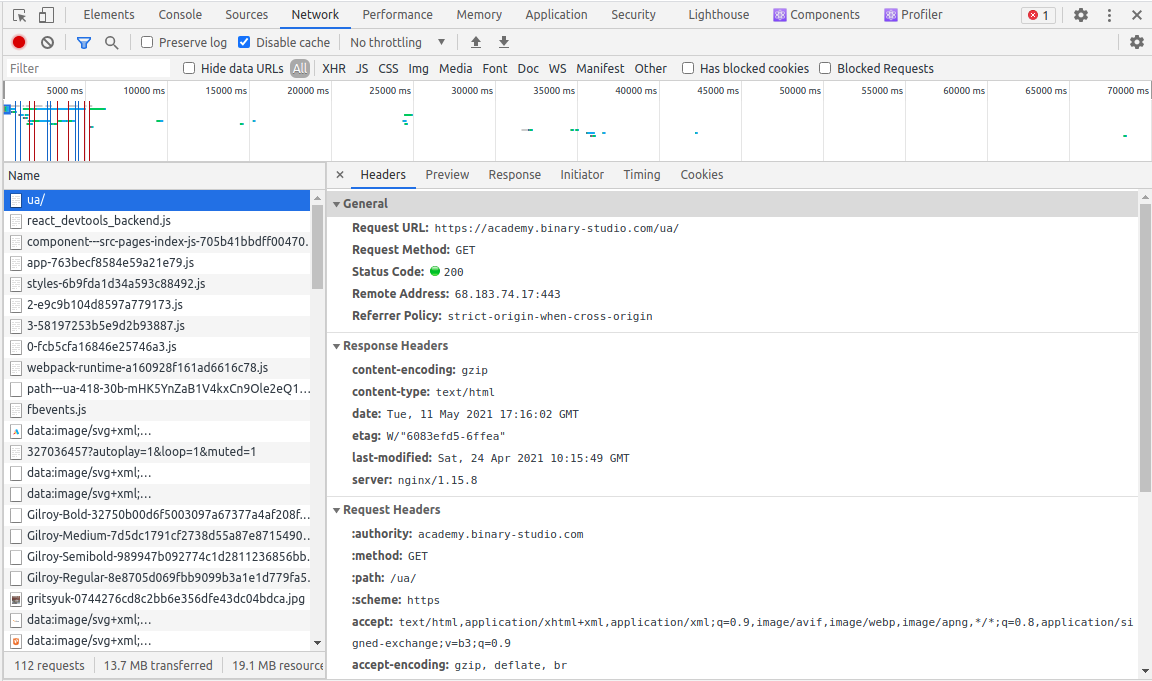 Elements Console Sources Network Performance Memory Application Security Lighthouse Components Profiler 1
Preserve log Disable cache No throttling
Filter Hide data URLs All XHR JS CSS Img Media Font Doc WS Manifest Other Has blocked cookies Blocked Requests
5000 ms 10000 ms 15000 ms 20000 ms 25000 ms 30000 ms 35000 ms 40000 ms 45000 ms 50000 ms 55000 ms 60000 ms 65000 ms 70000 ms
Name
ua/
react_devtools_backend.js
component---src-pages-index-js-705b41bbdff00470.
app-763becf8584e59a21e79.js
styles-6b9fda1d34a593c88492.js
2-e9c9b104d8597a779173.js
3-58197253b5e9d2b93887.js
0-fcb5cfa16846e25746a3.js
webpack-runtime-a160928f161ad6616c78.js
path---ua-418-30b-mHK5YnZaB1V4kxCn9Ole2eQ1...
fbevents.js
data:image/svg+xml;...
327036457?autoplay=1&loop=1&muted=1
data:image/svg+xml;...
data:image/svg+xml;...
Gilroy-Bold-32750b00d6f5003097a67377a4af208f...
Gilroy-Medium-7d5dc1791cf2738d55a87e8715490...
Gilroy-Semibold-989947b092774c1d2811236856bb.
Gilroy-Regular-8e8705d069fbb9099b3a1e1d779fa5.
gritsyuk-0744276cd8c2bb6e356dfe43dc04bdca.jpg
data:image/svg+xml;...
data:image/svg+xml;...
112 requests 13.7 MB transferred 19.1 MB resource
Headers Preview Response Initiator Timing Cookies
General
Request URL: https://academy.binary-studio.com/ua/
Request Method: GET
Status Code: 200
Remote Address: 68.183.74.17:443
Referrer Policy: strict-origin-when-cross-origin
Response Headers
content-encoding: gzip
content-type: text/html
date: Tue, 11 May 2021 17:16:02 GMT
etag: W/"6083efd5-6ffea"
last-modified: Sat, 24 Apr 2021 10:15:49 GMT
server: nginx/1.15.8
Request Headers
:authority: academy.binary-studio.com
:method: GET
:path: /ua/
:scheme: https
accept: text/html,application/xhtml+xml,application/xml;q=0.9,image/avif,image/webp,image/apng,*/*;q=0.8,application/si
gned-exchange;v=b3;q=0.9
accept-encoding: gzip, deflate, br